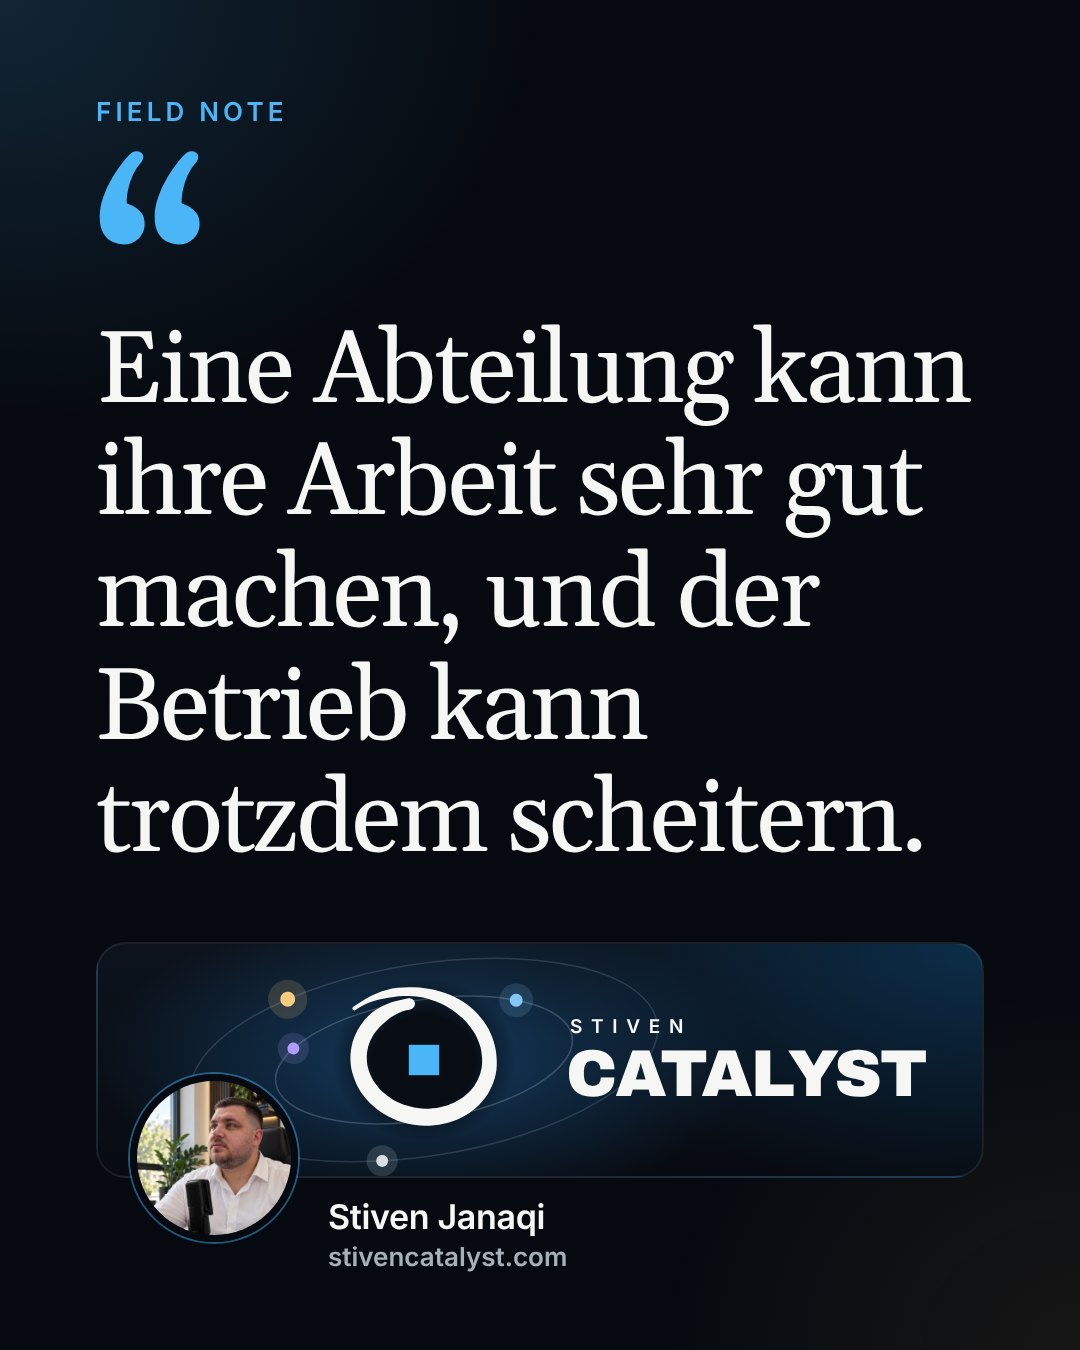 FIELD NOTE
“
Eine Abteilung kann
ihre Arbeit sehr gut
machen, und der
Betrieb kann
trotzdem scheitern.
STIVEN
CATALYST
Stiven Janaqi
stivencatalyst.com